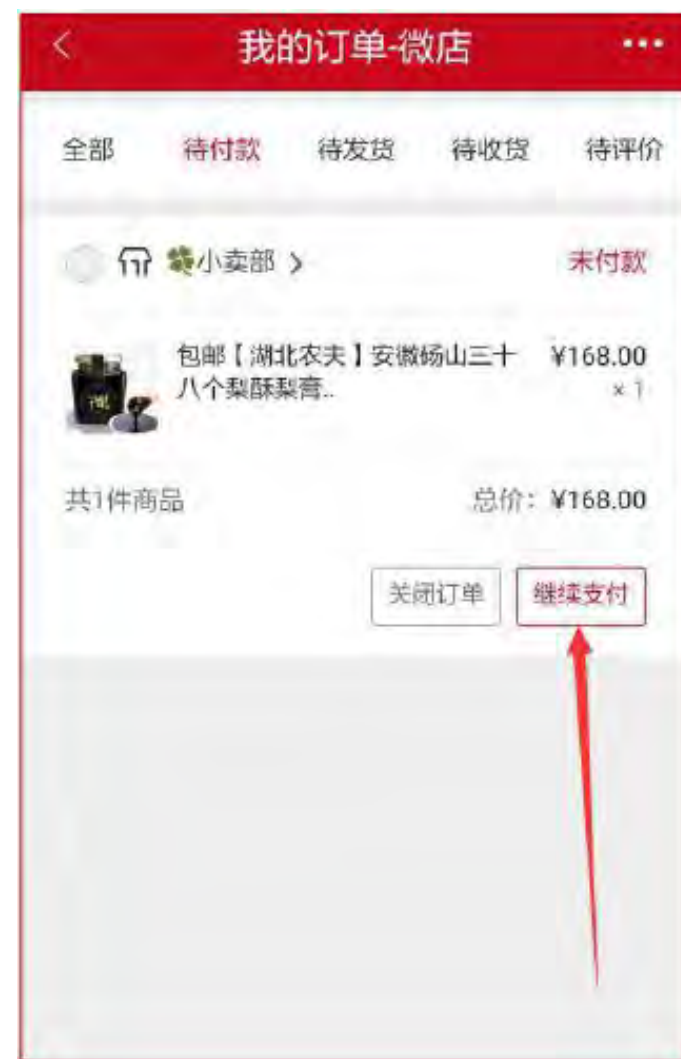 我的订单-微店
全部 待付款 待发货 待收货 待评价
小卖部 未付款
包邮【湖北农夫】安徽砀山三十 ¥168.00
八个梨酥梨膏.. × 1
共1件商品 总价：¥168.00
关闭订单 继续支付